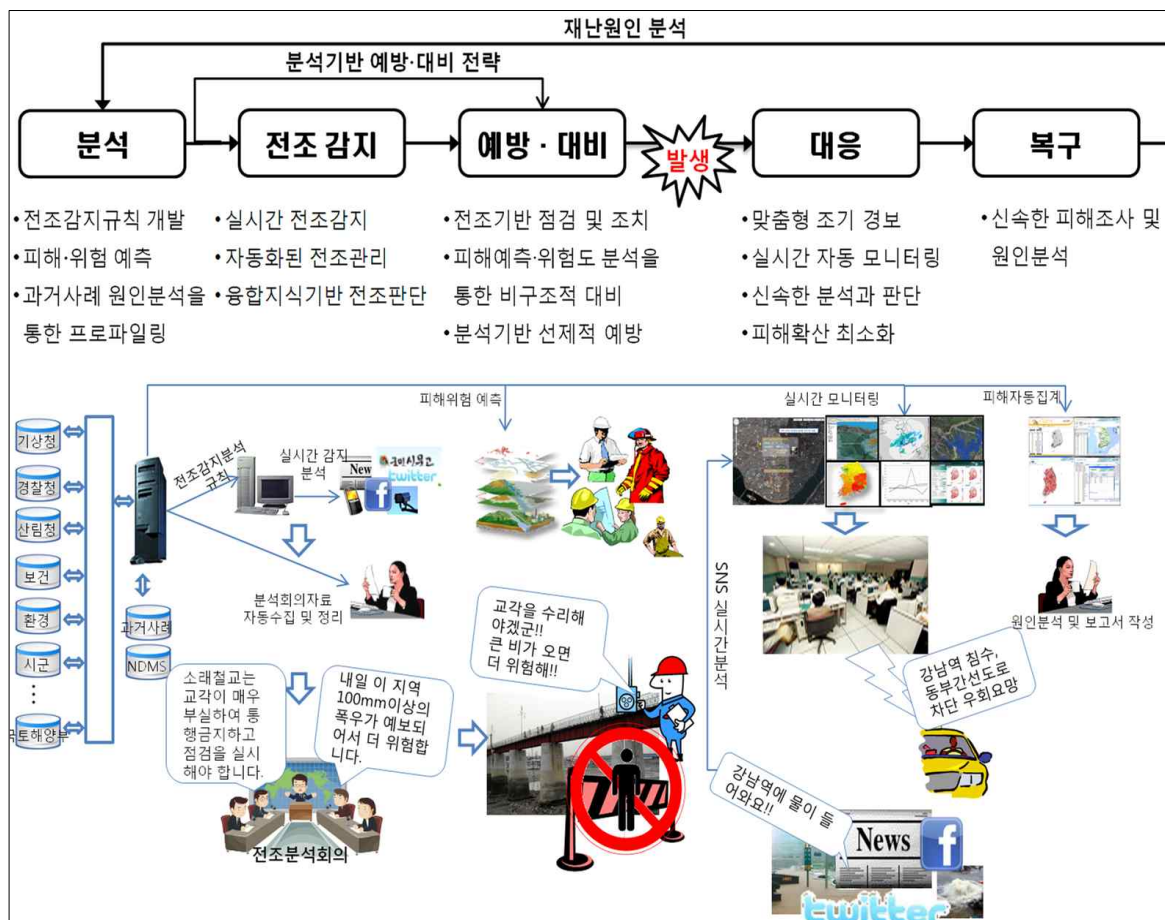 재난원인 분석
분석기반 예방·대비 전략
분석
전조 감지
예방 · 대비
발생
대응
복구
•전조감지규칙 개발
•피해·위험 예측
•과거사례 원인분석을
통한 프로파일링
•실시간 전조감지
•자동화된 전조관리
•융합지식기반 전조판단
•전조기반 점검 및 조치
•피해예측·위험도 분석을
통한 비구조적 대비
•분석기반 선제적 예방
•맞춤형 조기 경보
•실시간 자동 모니터링
•신속한 분석과 판단
•피해확산 최소화
•신속한 피해조사 및
원인분석
기상청
경찰청
산림청
보건
환경
시군
국토해양부
과거사례
NDMS
전조감지분석
규칙
실시간 감지
분석
News
twitter
f
분석회의자료
자동수집 및 정리
피해위험 예측
실시간 모니터링
피해자동집계
SNS 실시간분석
원인분석 및 보고서 작성
소래철교는
교각이 매우
부실하여 통
행금지하고
점검을 실시
해야 합니다.
내일 이 지역
100mm이상의
폭우가 예보되
어서 더 위험합
니다.
전조분석회의
교각을 수리해
야겠군!!
큰 비가 오면
더 위험해!!
강남역 침수,
동부간선도로
차단 우회요망
강남역에 물이 들
어와요!!
News
f
twitter